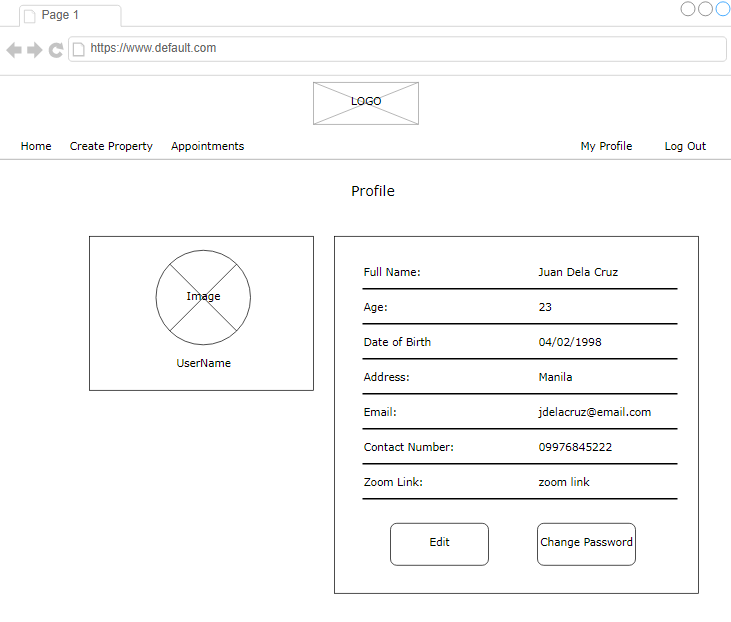 Page 1
https://www.default.com
LOGO
Home Create Property Appointments My Profile Log Out
Profile
Image
UserName
Full Name: Juan Dela Cruz
Age: 23
Date of Birth 04/02/1998
Address: Manila
Email: jdelacruz@email.com
Contact Number: 09976845222
Zoom Link: zoom link
Edit Change Password